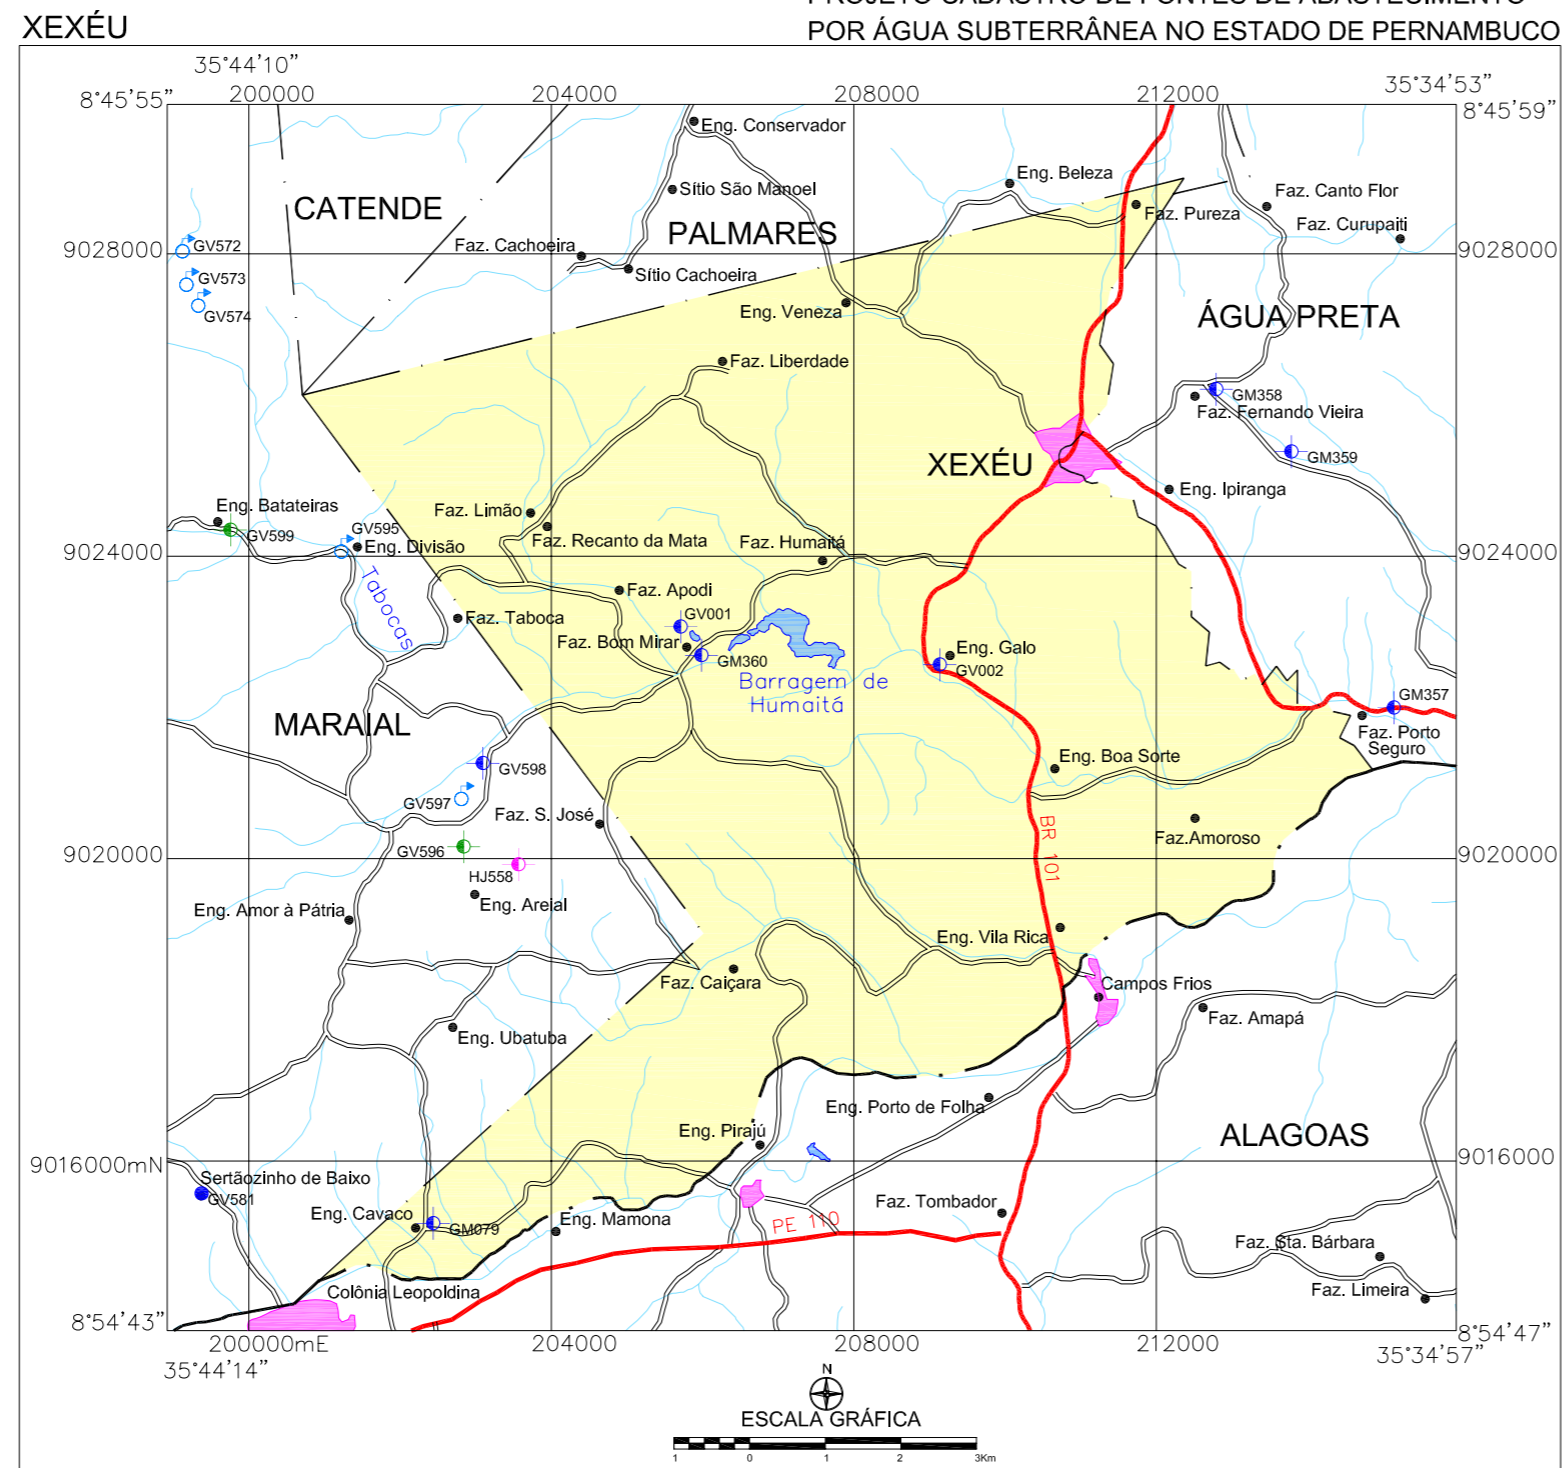 PROJETO CADASTRO DE FONTES DE ABASTECIMENTO
XEXÉU
POR ÁGUA SUBTERRÂNEA NO ESTADO DE PERNAMBUCO
35°44'10"
35°34'53"
8°45'55"
200000
204000
208000
212000
8°45'59"
Eng. Conservador
Eng. Beleza
Sítio São Manoel
Faz. Canto Flor
CATENDE
Faz. Pureza
Faz. Curupaiti
PALMARES
GV572
Faz. Cachoeira
9028000
9028000
Sítio Cachoeira
GV573
GV574
Eng. Veneza
ÁGUA PRETA
Faz. Liberdade
GM358
Faz. Fernando Vieira
GM359
XEXÉU
Eng. Ipiranga
Eng. Batateiras
Faz. Limão
GV599
GV595
Faz. Recanto da Mata
Faz. Humaitá
Eng. Divisão
9024000
9024000
Tabocas
Faz. Apodi
Faz. Taboca
GV001
Faz. Bom Mirar
Eng. Galo
GM360
GV002
Barragem de
Humaitá
GM357
MARAIAL
Faz. Porto
Seguro
Eng. Boa Sorte
GV598
GV597
Faz. S. José
BR 101
Faz.Amoroso
GV596
9020000
9020000
HJ558
Eng. Areial
Eng. Amor à Pátria
Eng. Vila Rica
Faz. Caiçara
Campos Frios
Faz. Amapá
Eng. Ubatuba
Eng. Porto de Folha
Eng. Pirajú
ALAGOAS
9016000mN
9016000
Sertãozinho de Baixo
GV581
Faz. Tombador
Eng. Cavaco
GM079
Eng. Mamona
PE 110
Faz. Sta. Bárbara
Colônia Leopoldina
Faz. Limeira
8°54'43"
8°54'47"
200000mE
204000
208000
212000
35°44'14"
35°34'57"
N
ESCALA GRÁFICA
1 0 1 2 3Km